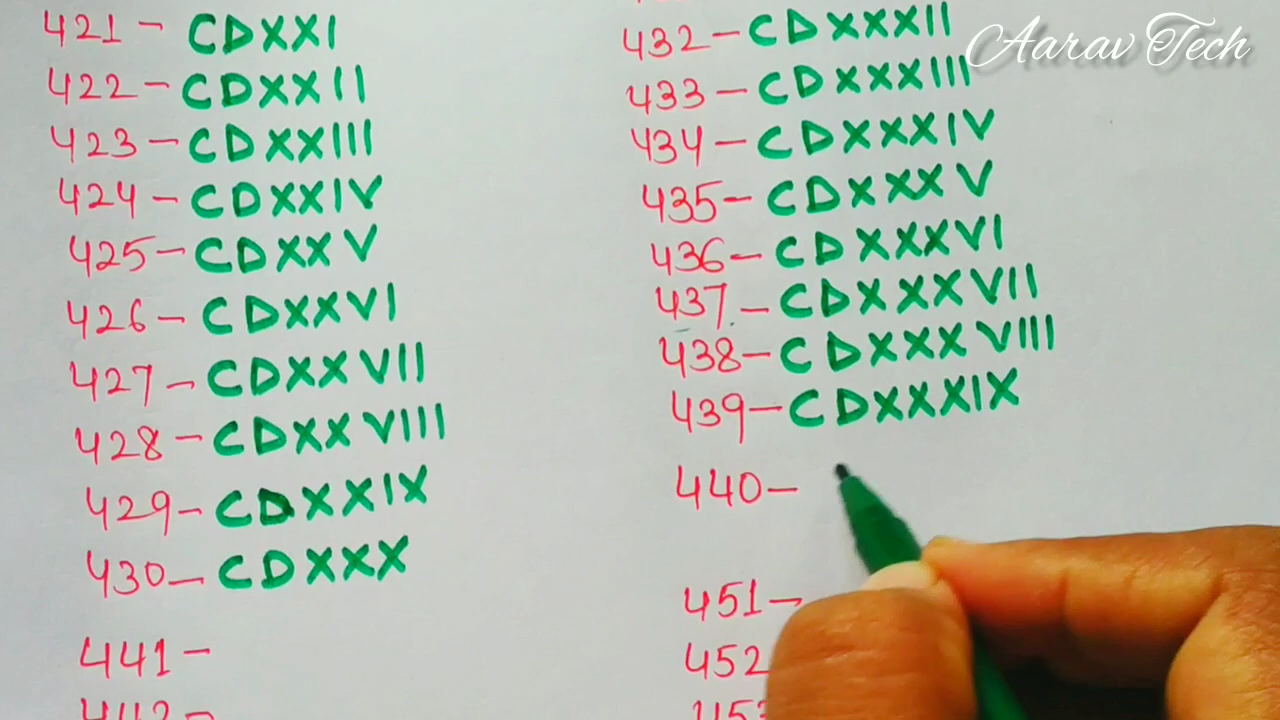 421 - CDXXI
422 - CDXXII
423 - CDXXIII
424 - CDXXIV
425 - CDXXV
426 - CDXXVI
427 - CDXXVII
428 - CDXXVIII
429 - CDXXIX
430 - CDXXX
441 -
442 -
432 - CDXXXII
433 - CDXXXIII
434 - CDXXXIV
435 - CDXXXV
436 - CDXXXVI
437 - CDXXXVII
438 - CDXXXVIII
439 - CDXXXIX
440 -
451 -
452
453
Aarav Tech